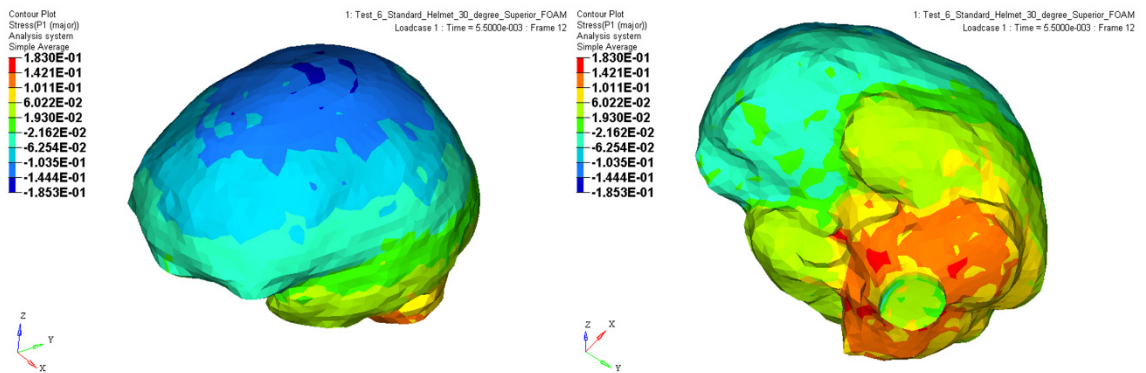 Contour Plot
Stress(P1 (major))
Analysis system
Simple Average
1.830E-01
1.421E-01
1.011E-01
6.022E-02
1.930E-02
-2.162E-02
-6.254E-02
-1.035E-01
-1.444E-01
-1.853E-01
1: Test_6_Standard_Helmet_30_degree_Superior_FOAM
Loadcase 1 : Time = 5.5000e-003 : Frame 12
Z
Y
X
Contour Plot
Stress(P1 (major))
Analysis system
Simple Average
1.830E-01
1.421E-01
1.011E-01
6.022E-02
1.930E-02
-2.162E-02
-6.254E-02
-1.035E-01
-1.444E-01
-1.853E-01
1: Test_6_Standard_Helmet_30_degree_Superior_FOAM
Loadcase 1 : Time = 5.5000e-003 : Frame 12
Z
X
Y